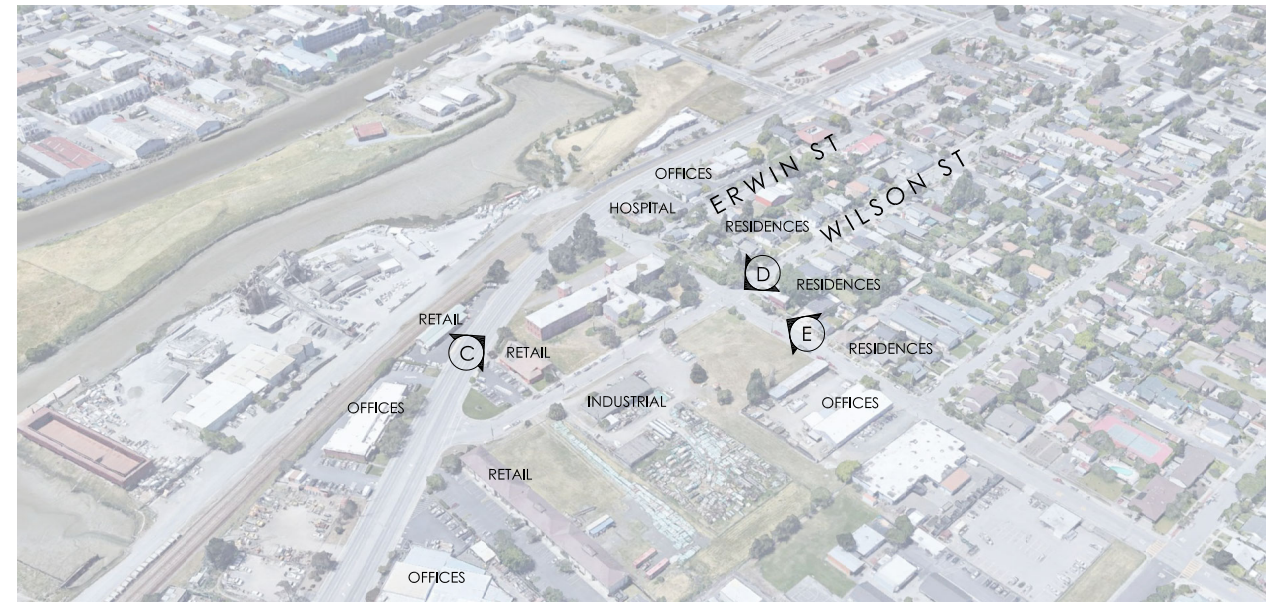 OFFICES
ERWIN ST
WILSON ST
HOSPITAL
RESIDENCES
D
RESIDENCES
RETAIL
E
C
RETAIL
RESIDENCES
INDUSTRIAL
OFFICES
OFFICES
RETAIL
OFFICES